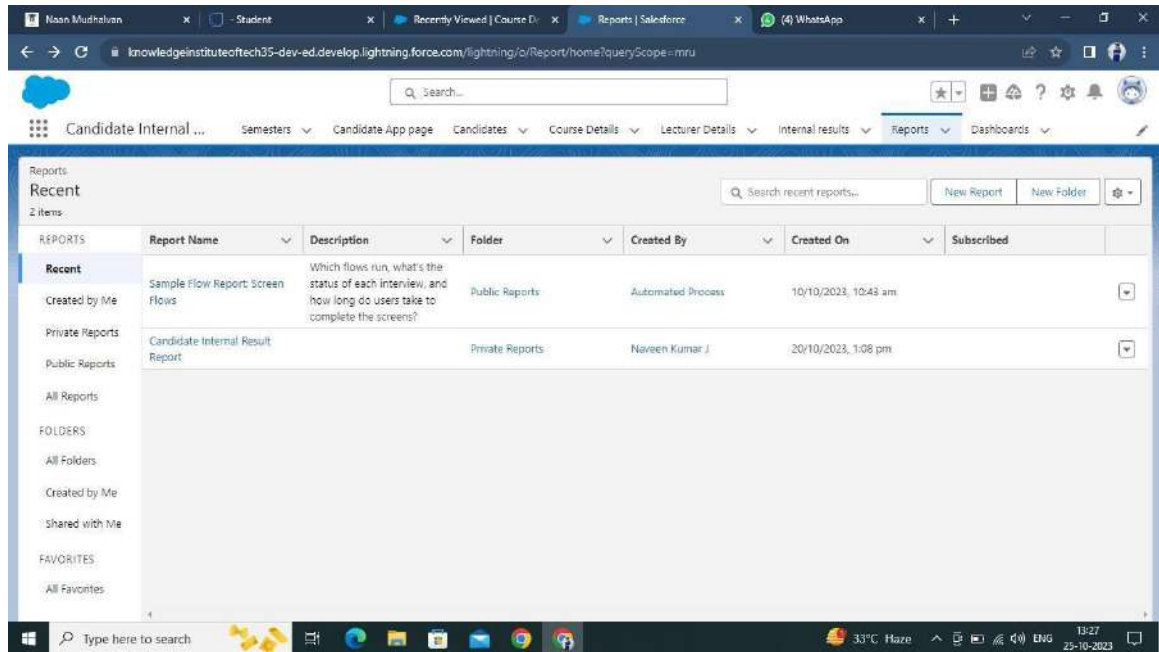 Naan Mudhalvan
- Student
Recently Viewed | Course De
Reports | Salesforce
(4) WhatsApp
knowledgeinstituteoftech35-dev-ed.develop.lightning.force.com/lightning/o/Report/home?queryScope=mru
Search...
Candidate Internal ...
Semesters
Candidate App page
Candidates
Course Details
Lecturer Details
Internal results
Reports
Dashboards
Reports
Recent
2 items
Search recent reports...
New Report
New Folder
REPORTS
Recent
Created by Me
Private Reports
Public Reports
All Reports
FOLDERS
All Folders
Created by Me
Shared with Me
FAVORITES
All Favorites
Report Name
Description
Folder
Created By
Created On
Subscribed
Sample Flow Report: Screen
Flows
Which flows run, what's the
status of each interview, and
how long do users take to
complete the screens?
Public Reports
Automated Process
10/10/2023, 10:43 am
Candidate Internal Result
Report
Private Reports
Naveen Kumar J
20/10/2023, 1:08 pm
Type here to search
33°C Haze
ENG
13:27
25-10-2023